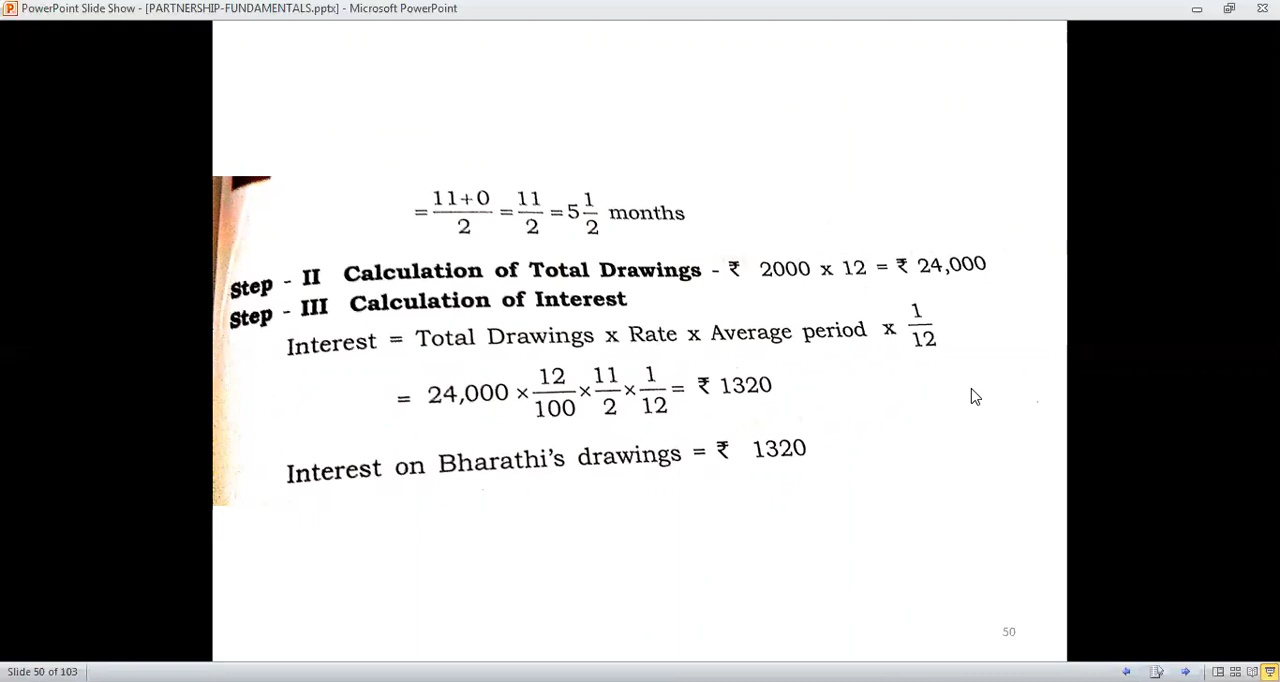 PowerPoint Slide Show - [PARTNERSHIP-FUNDAMENTALS.pptx] - Microsoft PowerPoint
= 11+0/2 = 11/2 = 5 1/2 months
Step - II Calculation of Total Drawings - ₹ 2000 x 12 = ₹ 24,000
Step - III Calculation of Interest
Interest = Total Drawings x Rate x Average period x 1/12
= 24,000 × 12/100 × 11/2 × 1/12 = ₹ 1320
Interest on Bharathi's drawings = ₹ 1320
50
Slide 50 of 103